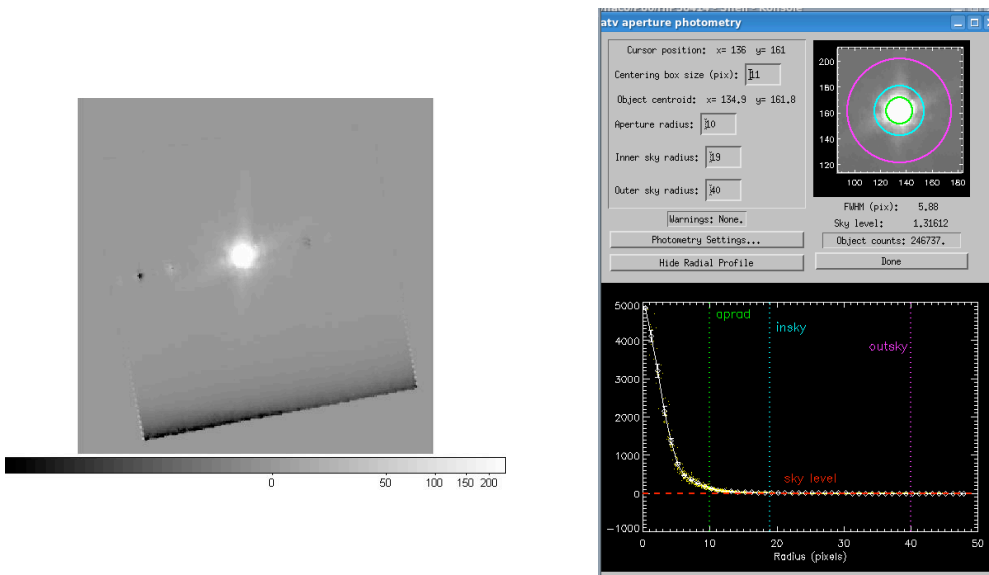 atv aperture photometry
Cursor position: x= 136 y= 161
Centering box size (pix): 11
Object centroid: x= 134.9 y= 161.8
Aperture radius: 10
Inner sky radius: 19
Outer sky radius: 40
Warnings: None.
Photometry Settings...
Hide Radial Profile
200
180
160
140
120
100 120 140 160 180
FWHM (pix): 5.88
Sky level: 1.31612
Object counts: 246737.
Done
0 50 100 150 200
5000
4000
3000
2000
1000
0
-1000
aprad
insky
outsky
sky level
0 10 20 30 40 50
Radius (pixels)